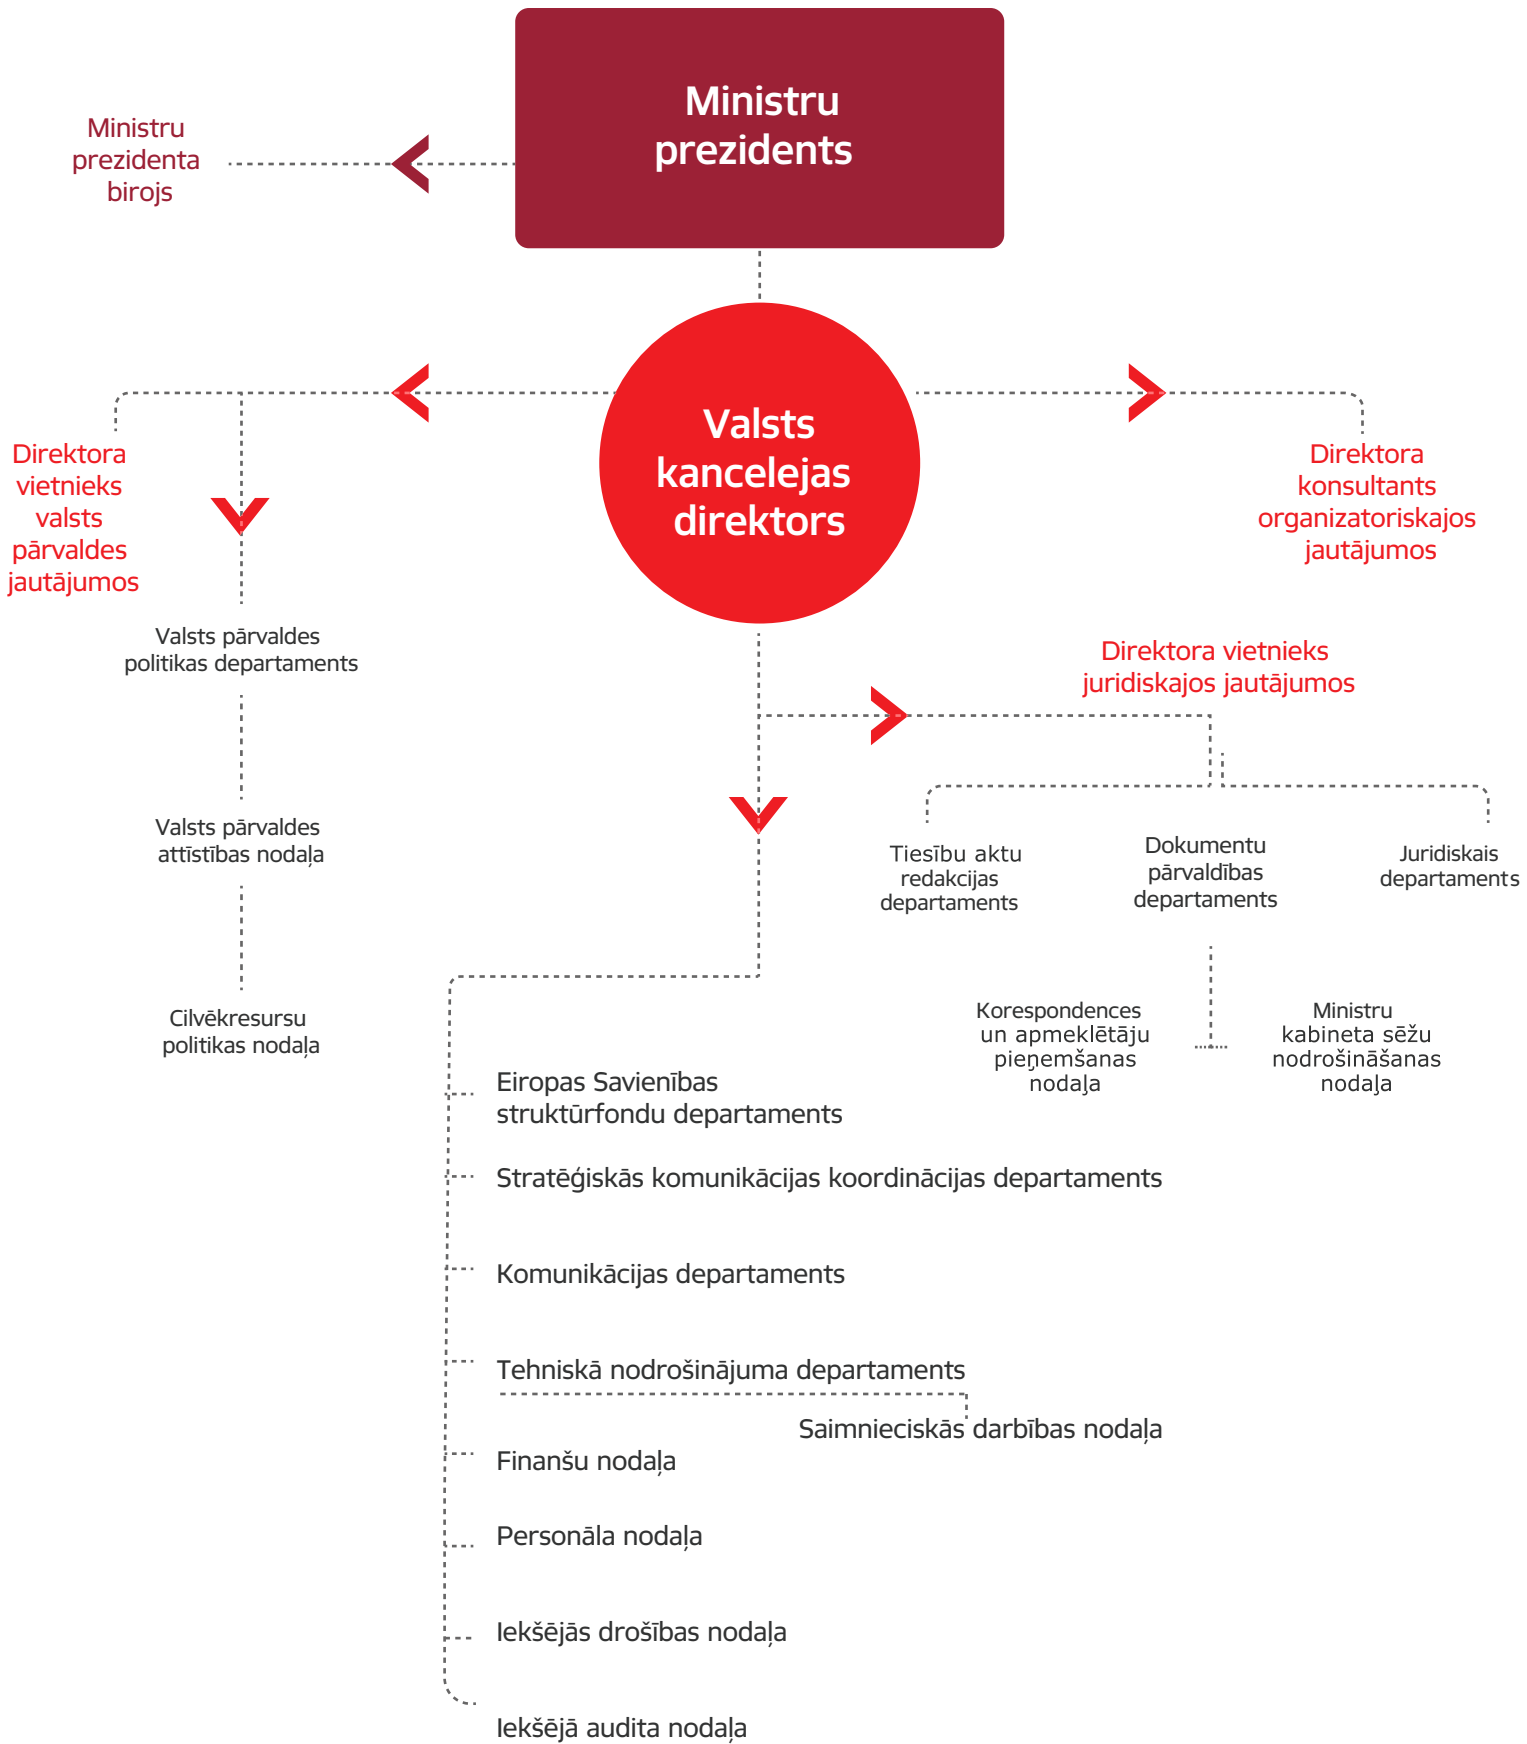 Ministru
prezidents
Ministru
prezidenta
birojs
Valsts
kancelejas
direktors
Direktora
vietnieks
valsts
pārvaldes
jautājumos
Direktora
konsultants
organizatoriskajos
jautājumos
Valsts pārvaldes
politikas departaments
Valsts pārvaldes
attīstības nodaļa
Cilvēkresursu
politikas nodaļa
Direktora vietnieks
juridiskajos jautājumos
Tiesību aktu
redakcijas
departaments
Dokumentu
pārvaldības
departaments
Juridiskais
departaments
Korespondences
un apmeklētāju
pieņemšanas
nodaļa
Ministru
kabineta sēžu
nodrošināšanas
nodaļa
Eiropas Savienības
struktūrfondu departaments
Stratēģiskās komunikācijas koordinācijas departaments
Komunikācijas departaments
Tehniskā nodrošinājuma departaments
Saimnieciskās darbības nodaļa
Finanšu nodaļa
Personāla nodaļa
Iekšējās drošības nodaļa
Iekšējā audita nodaļa